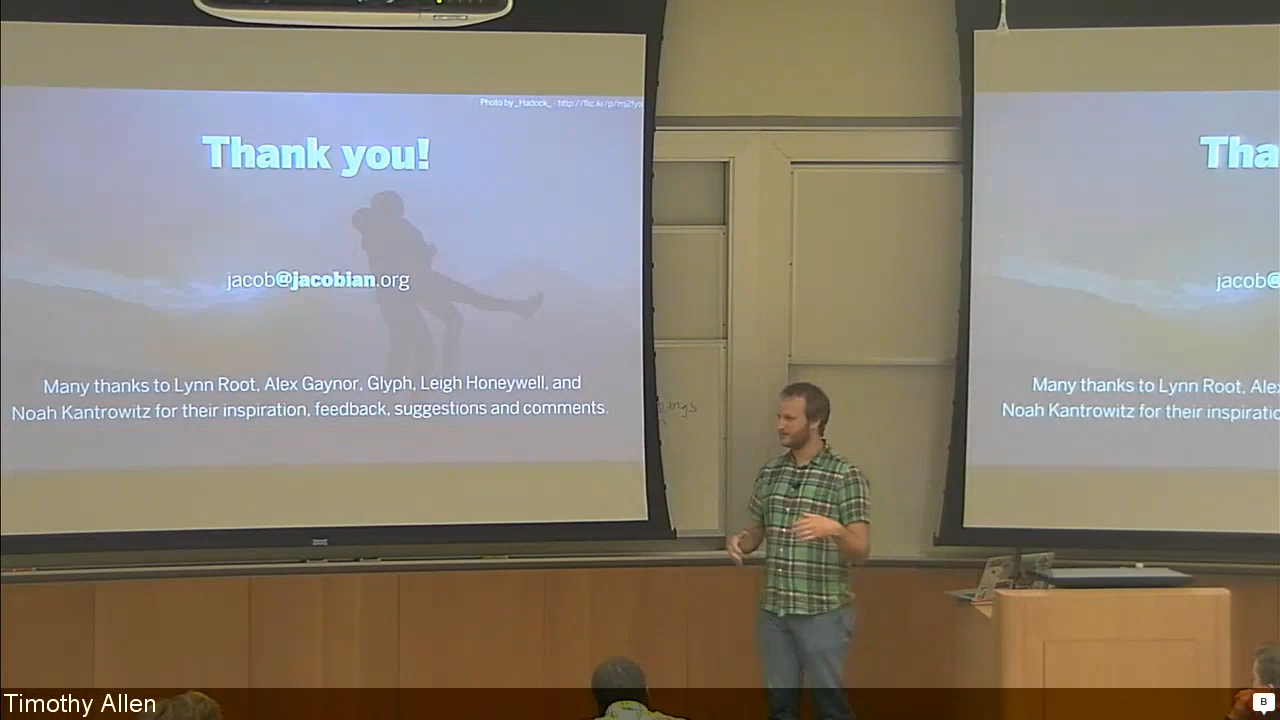 Photo by _Hadock_ - http://flic.kr/p/
Thank you!
jacob@jacobian.org
Many thanks to Lynn Root, Alex Gaynor, Glyph, Leigh Honeywell, and
Noah Kantrowitz for their inspiration, feedback, suggestions and comments.
Tha
jacob@
Many thanks to Lynn Root, Ale
Noah Kantrowitz for their inspiratio
Timothy Allen
B